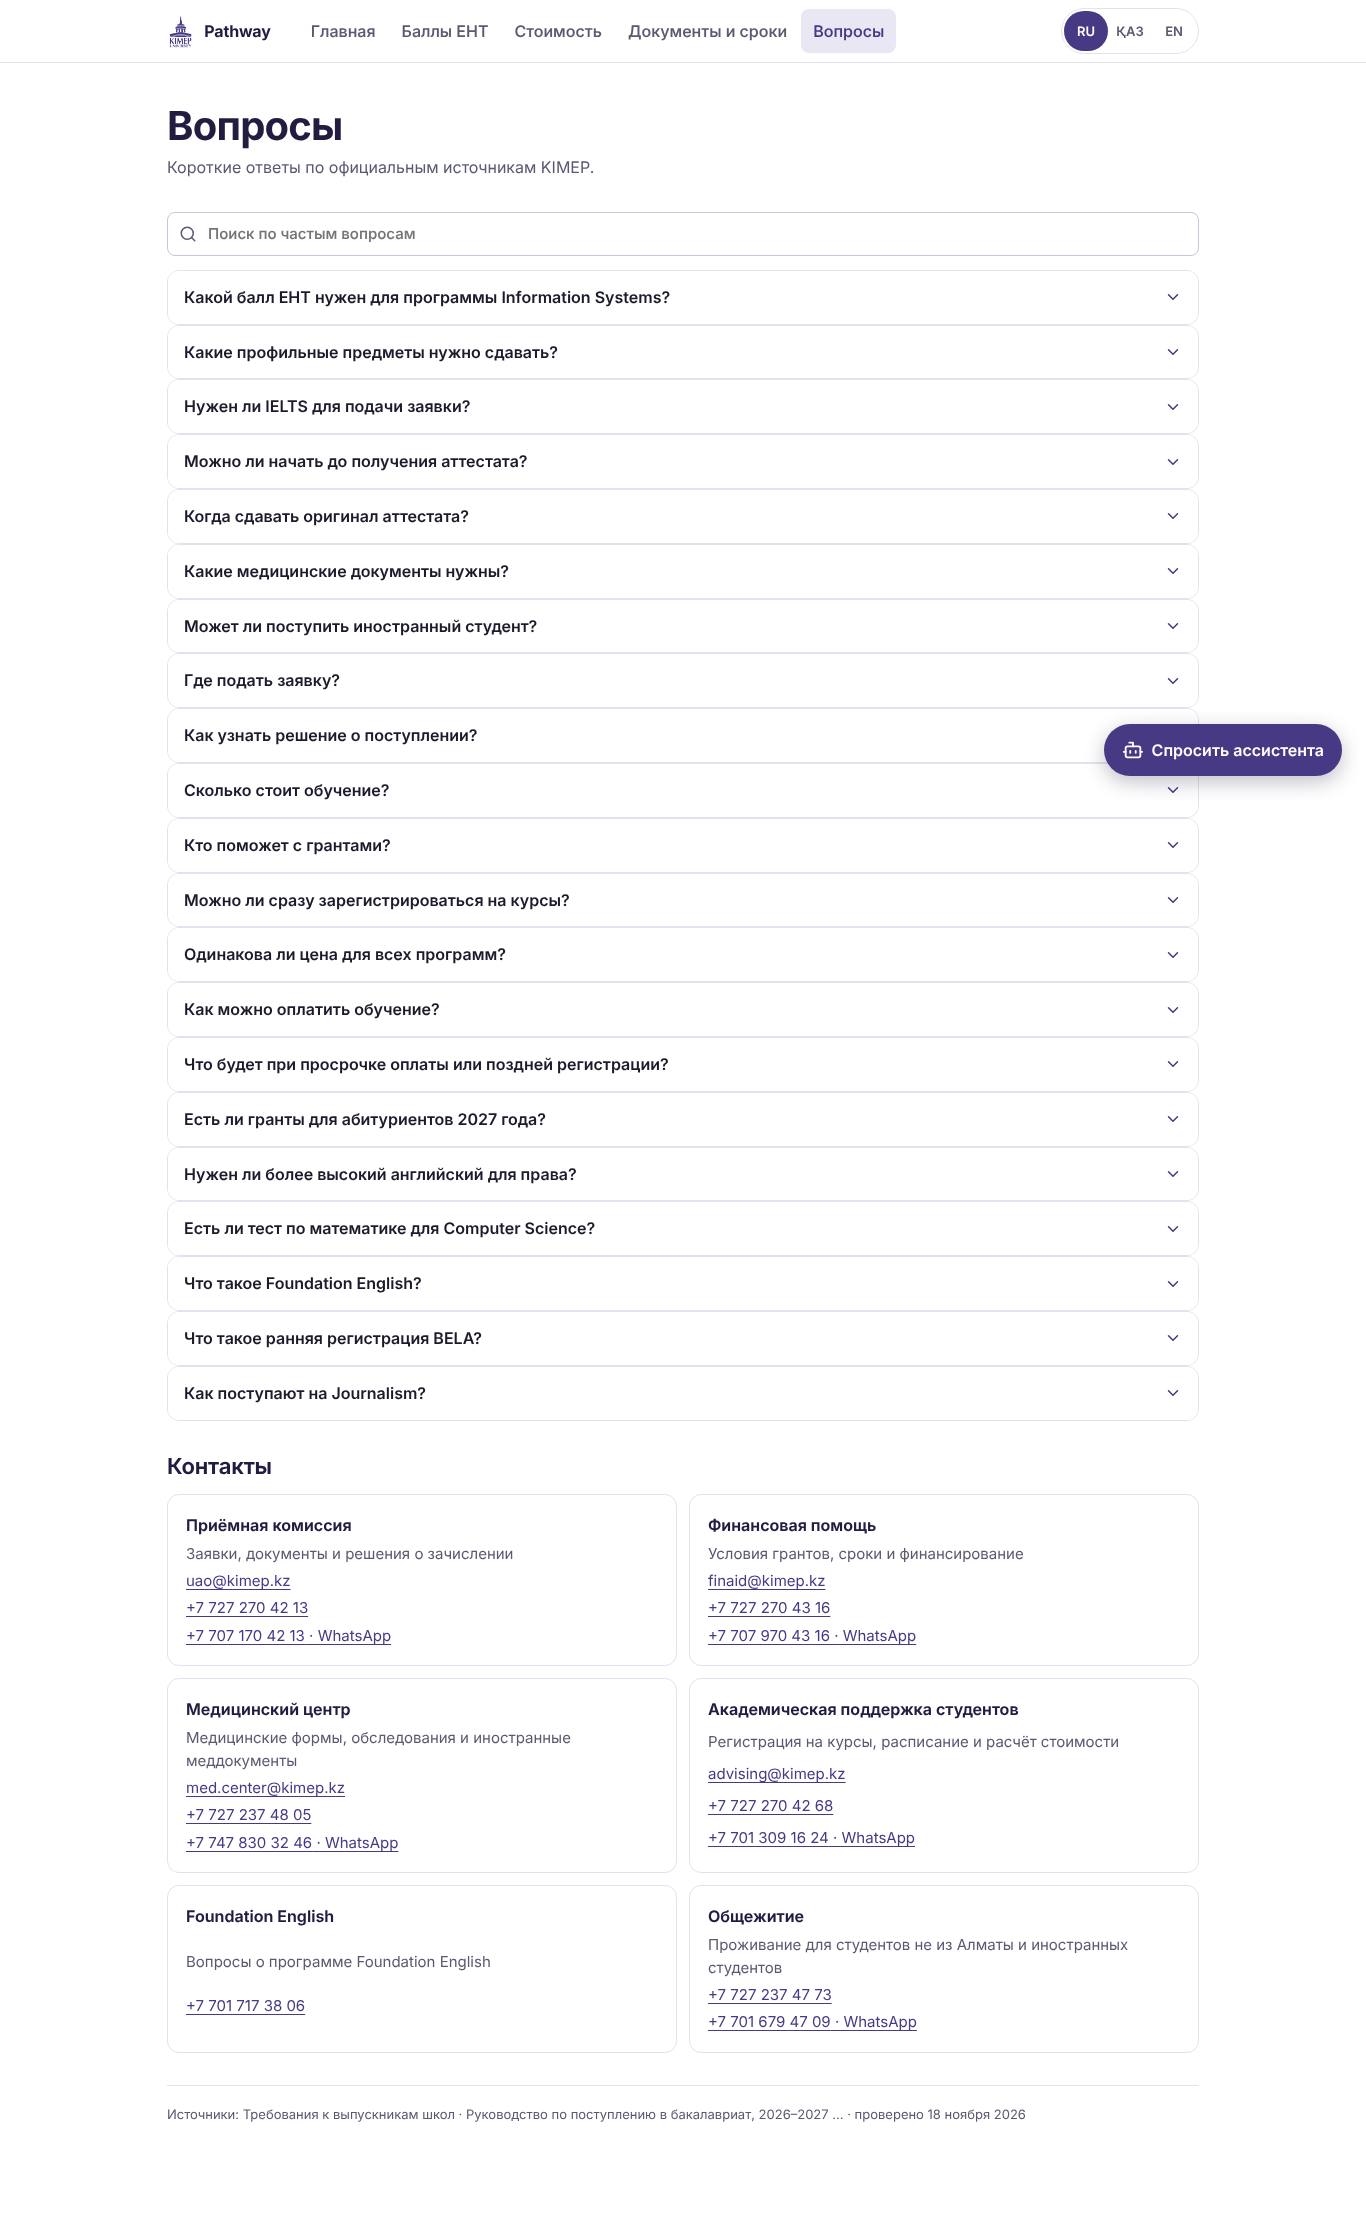 KIMEP
Pathway
Главная
Баллы ЕНТ
Стоимость
Документы и сроки
Вопросы
RU
ҚАЗ
EN
Вопросы
Короткие ответы по официальным источникам KIMEP.
Поиск по частым вопросам
Какой балл ЕНТ нужен для программы Information Systems?
Какие профильные предметы нужно сдавать?
Нужен ли IELTS для подачи заявки?
Можно ли начать до получения аттестата?
Когда сдавать оригинал аттестата?
Какие медицинские документы нужны?
Может ли поступить иностранный студент?
Где подать заявку?
Как узнать решение о поступлении?
Спросить ассистента
Сколько стоит обучение?
Кто поможет с грантами?
Можно ли сразу зарегистрироваться на курсы?
Одинакова ли цена для всех программ?
Как можно оплатить обучение?
Что будет при просрочке оплаты или поздней регистрации?
Есть ли гранты для абитуриентов 2027 года?
Нужен ли более высокий английский для права?
Есть ли тест по математике для Computer Science?
Что такое Foundation English?
Что такое ранняя регистрация BELA?
Как поступают на Journalism?
Контакты
Приёмная комиссия
Заявки, документы и решения о зачислении
uao@kimep.kz
+7 727 270 42 13
+7 707 170 42 13 · WhatsApp
Финансовая помощь
Условия грантов, сроки и финансирование
finaid@kimep.kz
+7 727 270 43 16
+7 707 970 43 16 · WhatsApp
Медицинский центр
Медицинские формы, обследования и иностранные
меддокументы
med.center@kimep.kz
+7 727 237 48 05
+7 747 830 32 46 · WhatsApp
Академическая поддержка студентов
Регистрация на курсы, расписание и расчёт стоимости
advising@kimep.kz
+7 727 270 42 68
+7 701 309 16 24 · WhatsApp
Foundation English
Вопросы о программе Foundation English
+7 701 717 38 06
Общежитие
Проживание для студентов не из Алматы и иностранных
студентов
+7 727 237 47 73
+7 701 679 47 09 · WhatsApp
Источники: Требования к выпускникам школ · Руководство по поступлению в бакалавриат, 2026–2027 ... · проверено 18 ноября 2026